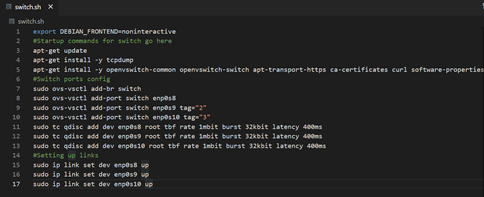 switch.sh
switch.sh
1 export DEBIAN_FRONTEND=noninteractive
2 #Startup commands for switch go here
3 apt-get update
4 apt-get install -y tcpdump
5 apt-get install -y openvswitch-common openvswitch-switch apt-transport-https ca-certificates curl software-properties
6 #Switch ports config
7 sudo ovs-vsctl add-br switch
8 sudo ovs-vsctl add-port switch enp0s8
9 sudo ovs-vsctl add-port switch enp0s9 tag="2"
10 sudo ovs-vsctl add-port switch enp0s10 tag="3"
11 sudo tc qdisc add dev enp0s8 root tbf rate 1mbit burst 32kbit latency 400ms
12 sudo tc qdisc add dev enp0s9 root tbf rate 1mbit burst 32kbit latency 400ms
13 sudo tc qdisc add dev enp0s10 root tbf rate 1mbit burst 32kbit latency 400ms
14 #Setting up links
15 sudo ip link set dev enp0s8 up
16 sudo ip link set dev enp0s9 up
17 sudo ip link set dev enp0s10 up